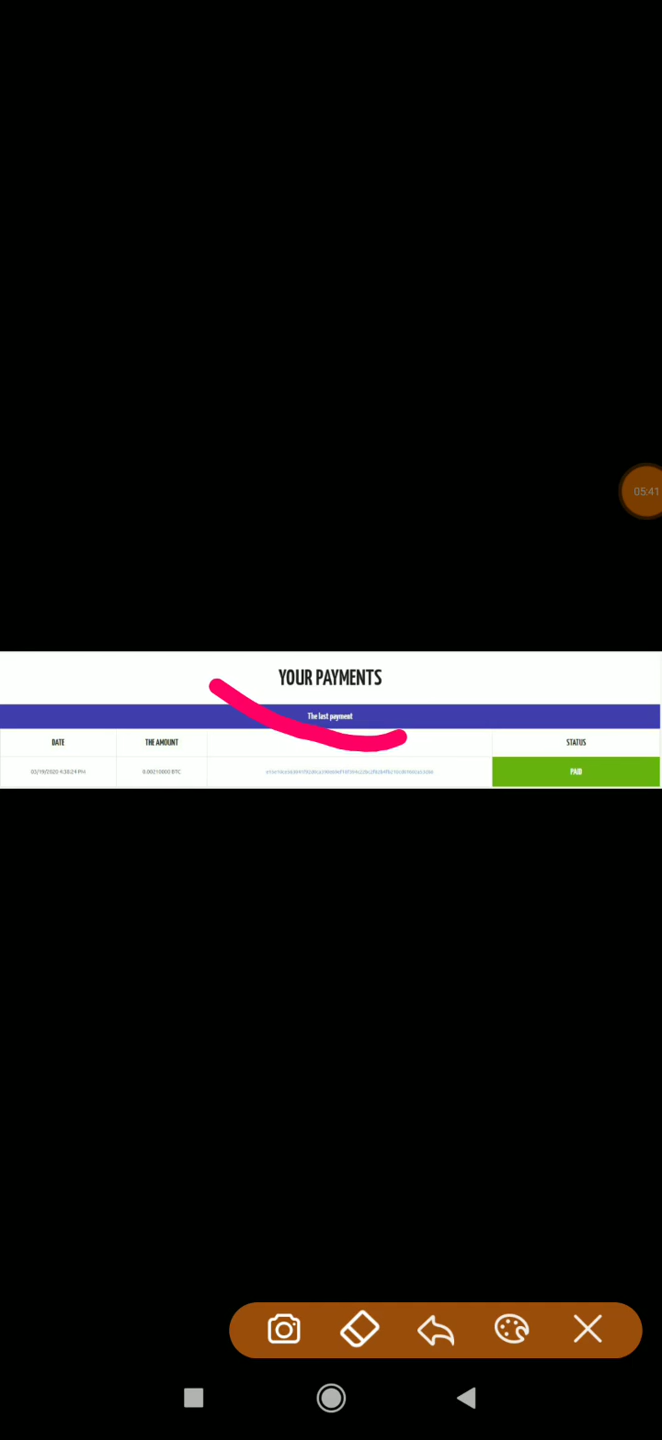 05:41
YOUR PAYMENTS
The last payment
DATE THE AMOUNT STATUS
03/19/2020 4:38:24 PM 0.00210000 BTC PAID